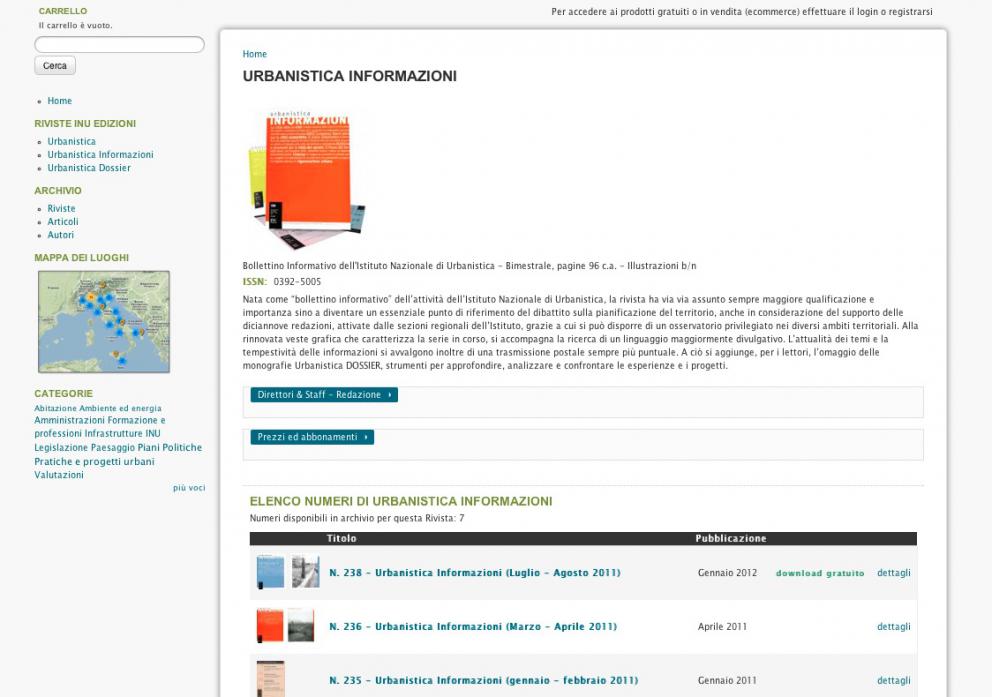 CARRELLO
Il carrello è vuoto.
Cerca
Home
RIVISTE INU EDIZIONI
Urbanistica
Urbanistica Informazioni
Urbanistica Dossier
ARCHIVIO
Riviste
Articoli
Autori
MAPPA DEI LUOGHI
CATEGORIE
Abitazione Ambiente ed energia
Amministrazioni Formazione e
professioni Infrastrutture INU
Legislazione Paesaggio Piani Politiche
Pratiche e progetti urbani
Valutazioni
più voci
Per accedere ai prodotti gratuiti o in vendita (ecommerce) effettuare il login o registrarsi
Home
URBANISTICA INFORMAZIONI
urbanistica
INFORMAZIONI
Bollettino Informativo dell'Istituto Nazionale di Urbanistica – Bimestrale, pagine 96 c.a. – Illustrazioni b/n
ISSN: 0392-5005
Nata come "bollettino informativo" dell'attività dell'Istituto Nazionale di Urbanistica, la rivista ha via via assunto sempre maggiore qualificazione e
importanza sino a diventare un essenziale punto di riferimento del dibattito sulla pianificazione del territorio, anche in considerazione del supporto delle
diciannove redazioni, attivate dalle sezioni regionali dell'Istituto, grazie a cui si può disporre di un osservatorio privilegiato nei diversi ambiti territoriali. Alla
rinnovata veste grafica che caratterizza la serie in corso, si accompagna la ricerca di un linguaggio maggiormente divulgativo. L'attualità dei temi e la
tempestività delle informazioni si avvalgono inoltre di una trasmissione postale sempre più puntuale. A ciò si aggiunge, per i lettori, l'omaggio delle
monografie Urbanistica DOSSIER, strumenti per approfondire, analizzare e confrontare le esperienze e i progetti.
Direttori & Staff – Redazione
Prezzi ed abbonamenti
ELENCO NUMERI DI URBANISTICA INFORMAZIONI
Numeri disponibili in archivio per questa Rivista: 7
Titolo Pubblicazione
N. 238 – Urbanistica Informazioni (Luglio – Agosto 2011) Gennaio 2012 download gratuito dettagli
N. 236 – Urbanistica Informazioni (Marzo – Aprile 2011) Aprile 2011 dettagli
N. 235 – Urbanistica Informazioni (gennaio – febbraio 2011) Gennaio 2011 dettagli